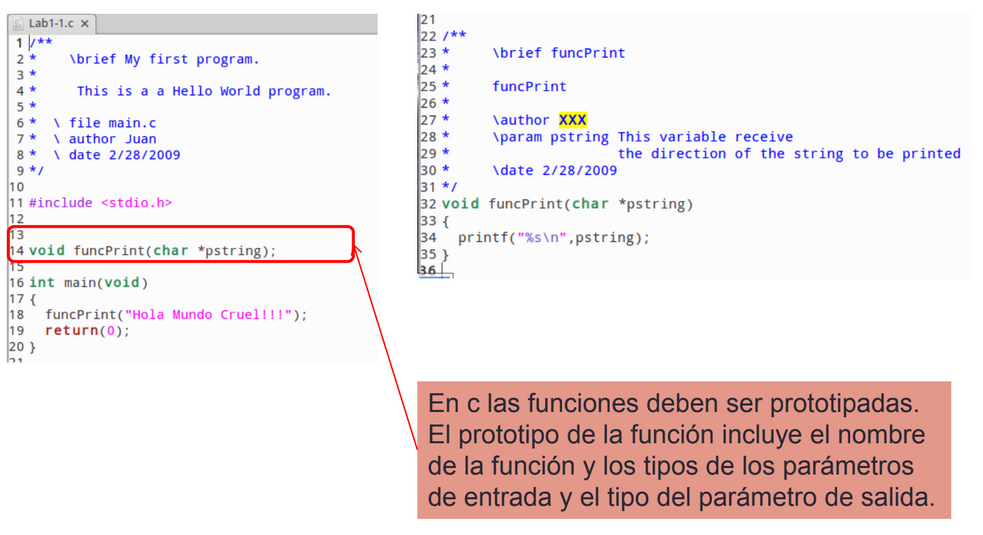 Lab1-1.c ×
1 /**
2 * \brief My first program.
3 *
4 * This is a a Hello World program.
5 *
6 * \ file main.c
7 * \ author Juan
8 * \ date 2/28/2009
9 */
10
11 #include <stdio.h>
12
13
14 void funcPrint(char *pstring);
15
16 int main(void)
17 {
18 funcPrint("Hola Mundo Cruel!!!");
19 return(0);
20 }
21
21
22 /**
23 * \brief funcPrint
24 *
25 * funcPrint
26 *
27 * \author XXX
28 * \param pstring This variable receive
29 * the direction of the string to be printed
30 * \date 2/28/2009
31 */
32 void funcPrint(char *pstring)
33 {
34 printf("%s\n",pstring);
35 }
36
En c las funciones deben ser prototipadas.
El prototipo de la función incluye el nombre
de la función y los tipos de los parámetros
de entrada y el tipo del parámetro de salida.